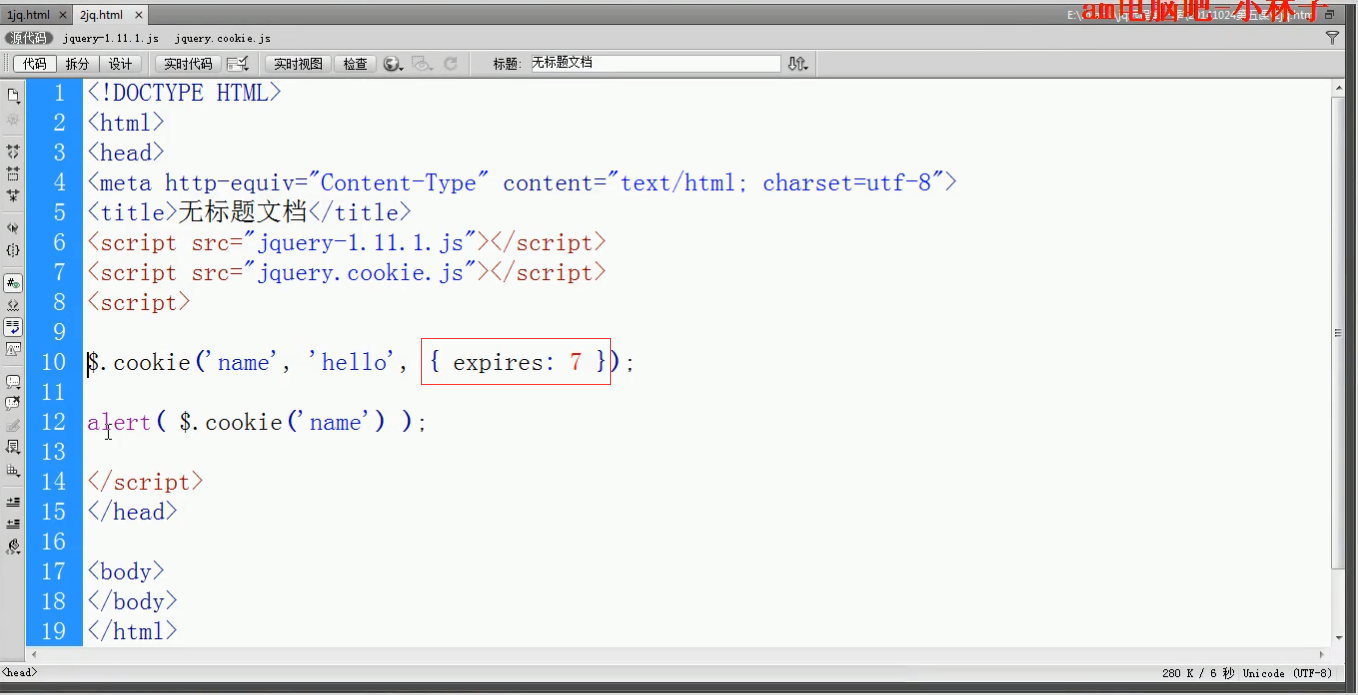 am电脑吧-小林子
1jq.html × 2jq.html ×
源代码 jquery-1.11.1.js jquery.cookie.js
代码 拆分 设计 实时代码 实时视图 检查 标题: 无标题文档
1 <!DOCTYPE HTML>
2 <html>
3 <head>
4 <meta http-equiv="Content-Type" content="text/html; charset=utf-8">
5 <title>无标题文档</title>
6 <script src="jquery-1.11.1.js"></script>
7 <script src="jquery.cookie.js"></script>
8 <script>
9
10 $.cookie('name', 'hello', { expires: 7 });
11
12 alert( $.cookie('name') );
13
14 </script>
15 </head>
16
17 <body>
18 </body>
19 </html>
<head> 280 K / 6 秒 Unicode (UTF-8)